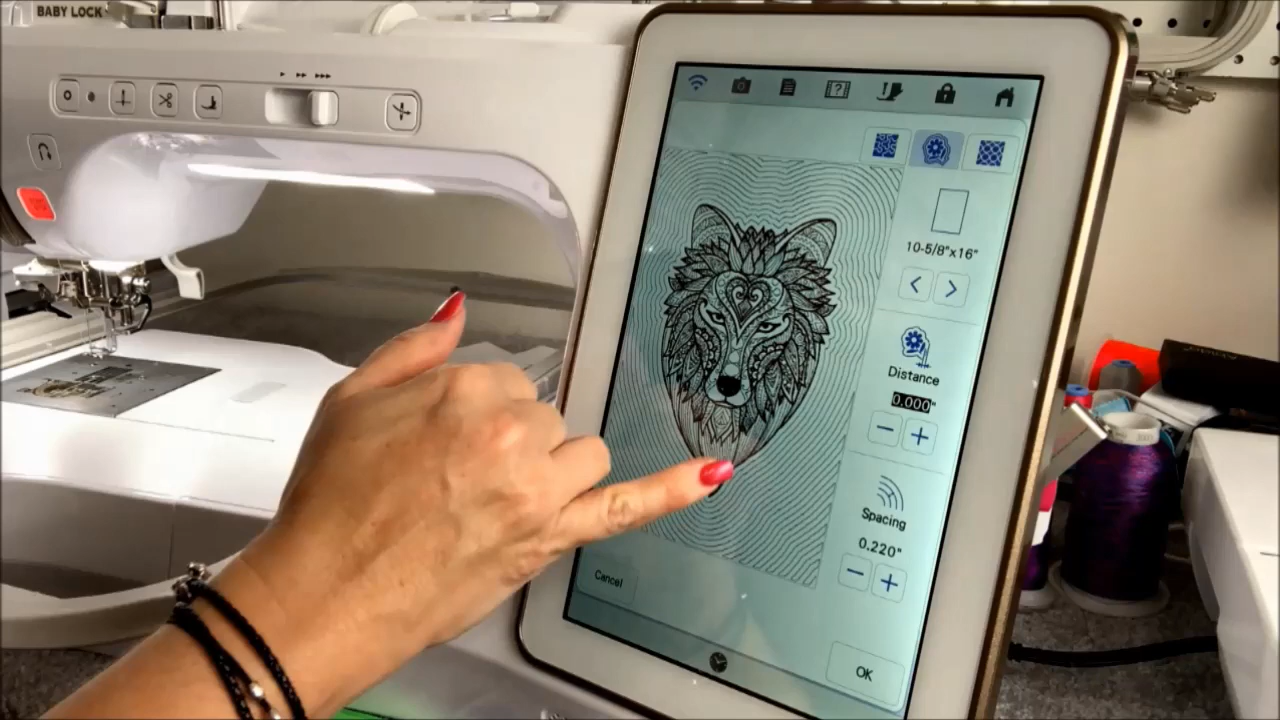 BABY LOCK
?
10-5/8"x16"
Distance
0.000"
Spacing
0.220"
Cancel
OK